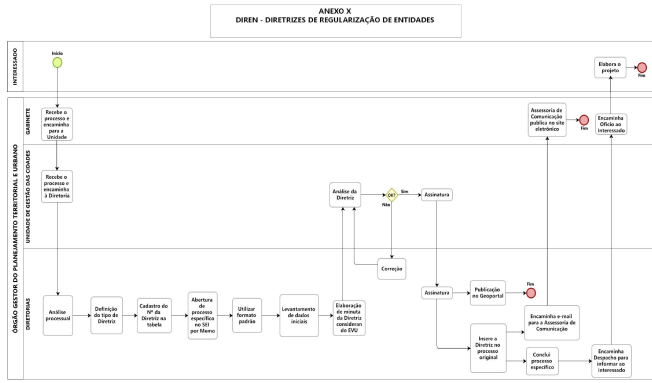 ANEXO X
DIREN - DIRETRIZES DE REGULARIZAÇÃO DE ENTIDADES
INTERESSADO
Início
Elabora o
projeto
Fim
ÓRGÃO GESTOR DO PLANEJAMENTO TERRITORIAL E URBANO
GABINETE
Recebe o
processo e
encaminha
para a
Unidade
Assessoria de
Comunicação
publica no site
eletrônico
Fim
Encaminha
Ofício ao
Interessado
UNIDADE DE GESTÃO DAS CIDADES
Recebe o
processo e
encaminha
à Diretoria
Análise da
Diretriz
OK?
Sim
Não
Assinatura
Correção
DIRETORIAS
Análise
processual
Definição
do tipo de
Diretriz
Cadastro do
Nº da
Diretriz na
tabela
Abertura
de
processo
específico
no SEI
por Memo
Utilizar
formato
padrão
Levantamento
de dados
iniciais
Elaboração
de minuta
da Diretriz
consideran
do EVU
Assinatura
Publicação
no Geoportal
Fim
Insere a
Diretriz no
processo
original
Encaminha e-mail
para a Assessoria de
Comunicação
Conclui
processo
específico
Encaminha
Despacho para
informar ao
interessado